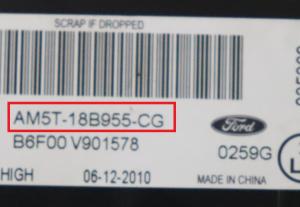 SCRAP IF DROPPED
AM5T-18B955-CG
Ford
B6F00 V901578
0259G
HIGH 06-12-2010
MADE IN CHINA